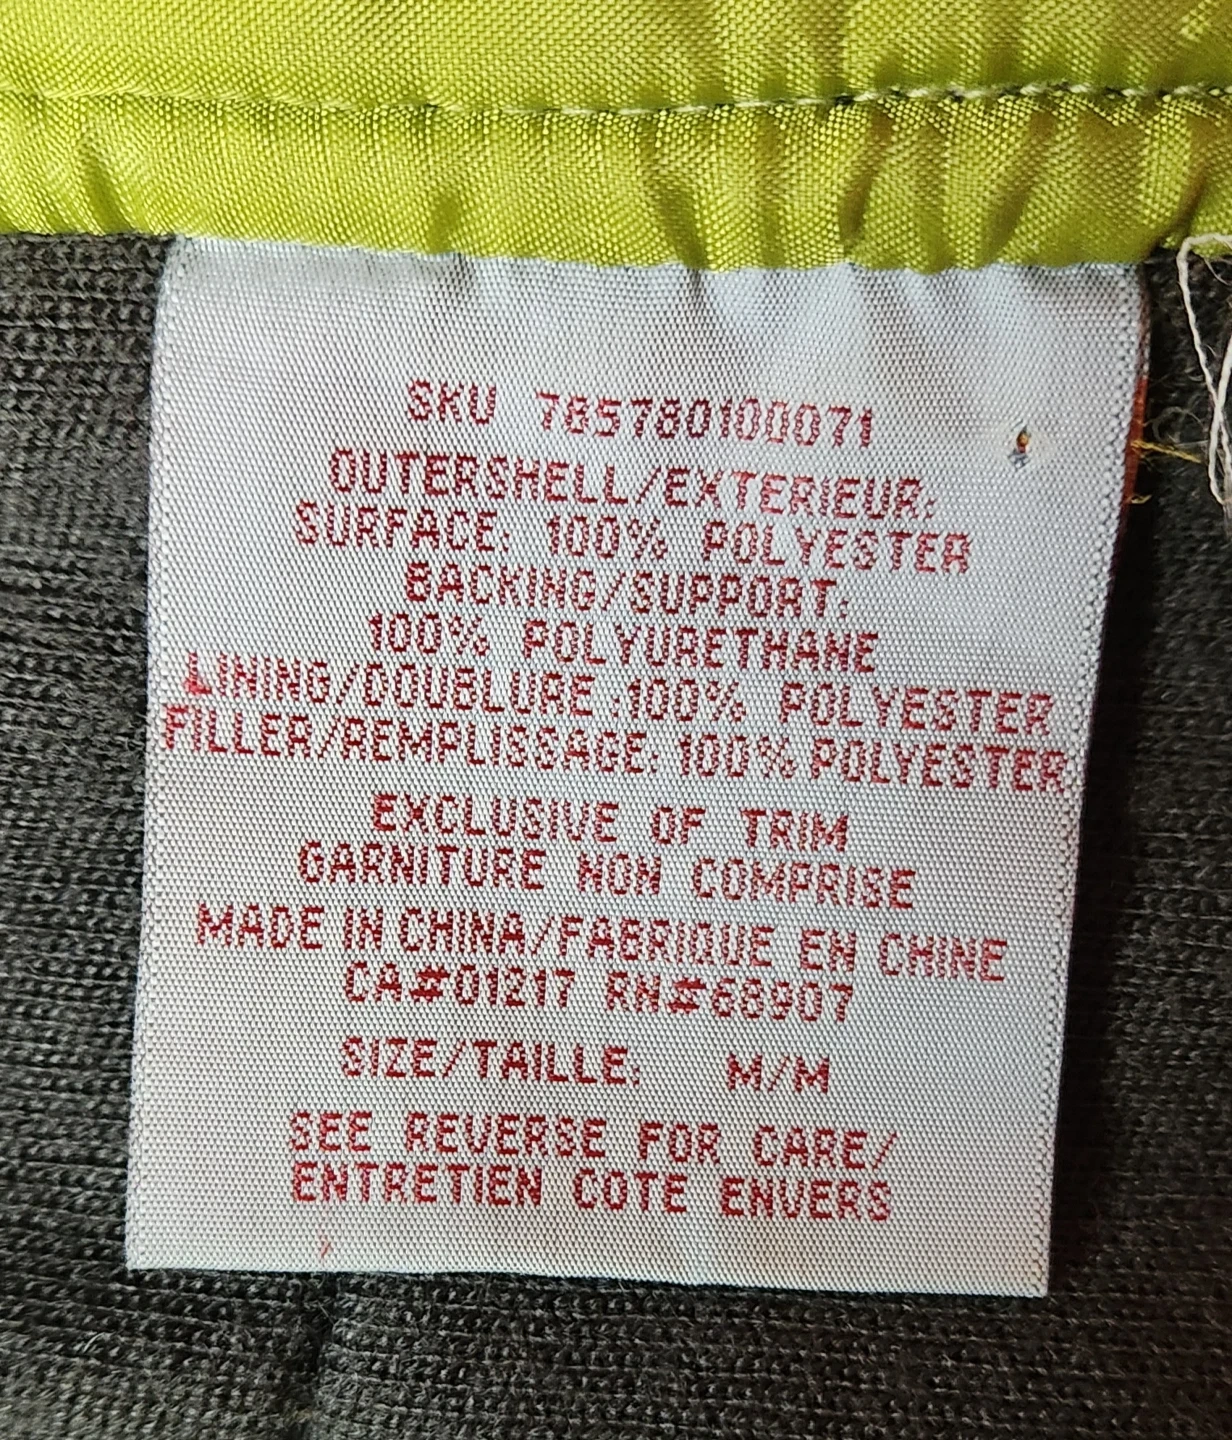 SKU 765780100071
OUTERSHELL/EXTERIEUR:
SURFACE: 100% POLYESTER
BACKING/SUPPORT:
100% POLYURETHANE
LINING/DOUBLURE :100% POLYESTER
FILLER/REMPLISSAGE: 100% POLYESTER
EXCLUSIVE OF TRIM
GARNITURE NON COMPRISE
MADE IN CHINA/FABRIQUE EN CHINE
CA#01217 RN#68907
SIZE/TAILLE: M/M
SEE REVERSE FOR CARE/
ENTRETIEN COTE ENVERS